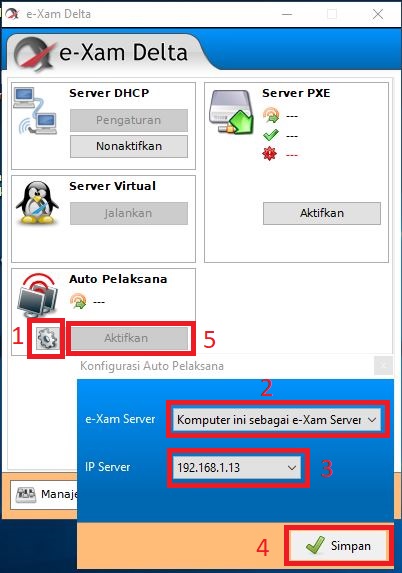 e-Xam Delta
e-Xam Delta
Server DHCP
Pengaturan
Nonaktifkan
Server PXE
---
---
---
Aktifkan
Server Virtual
Jalankan
Auto Pelaksana
---
1
Aktifkan
5
Konfigurasi Auto Pelaksana
x
2
e-Xam Server
Komputer ini sebagai e-Xam Server
IP Server
192.168.1.13
3
Manaje
4
Simpan